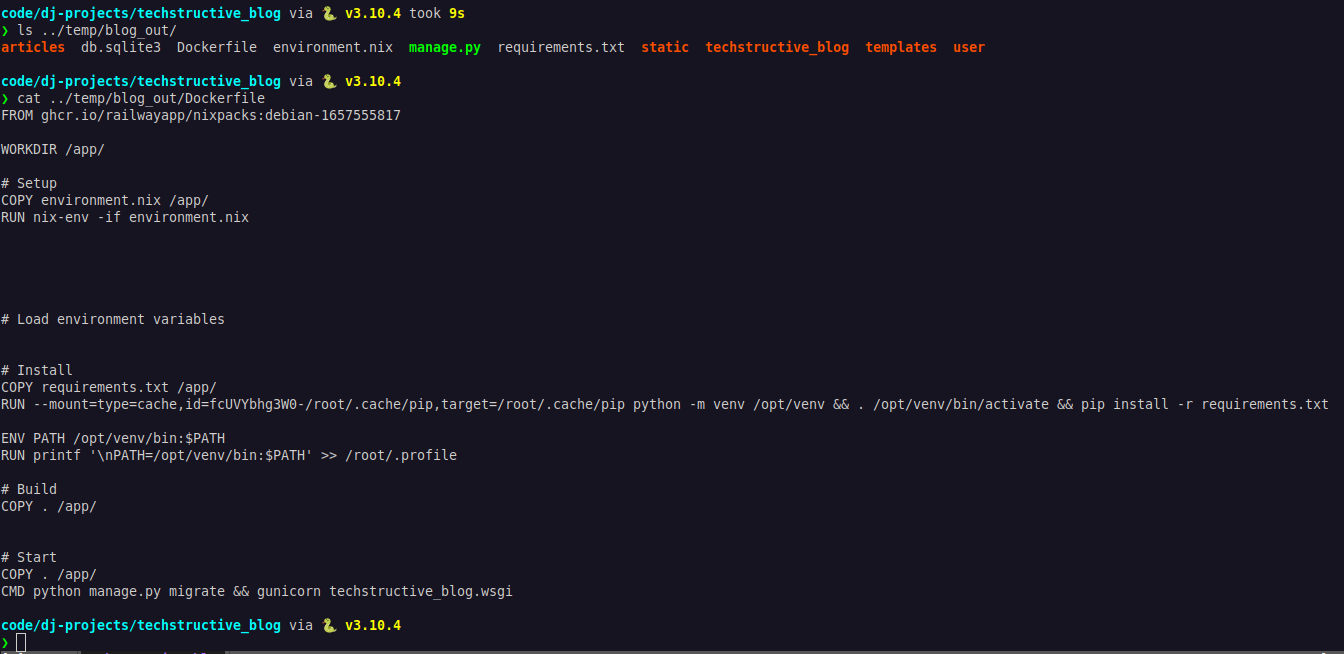 code/dj-projects/techstructive_blog via 🐍 v3.10.4 took 9s
❯ ls ../temp/blog_out/
articles  db.sqlite3  Dockerfile  environment.nix  manage.py  requirements.txt  static  techstructive_blog  templates  user
code/dj-projects/techstructive_blog via 🐍 v3.10.4
❯ cat ../temp/blog_out/Dockerfile
FROM ghcr.io/railwayapp/nixpacks:debian-1657555817
WORKDIR /app/
# Setup
COPY environment.nix /app/
RUN nix-env -if environment.nix
# Load environment variables
# Install
COPY requirements.txt /app/
RUN --mount=type=cache,id=fcUVYbhg3W0-/root/.cache/pip,target=/root/.cache/pip python -m venv /opt/venv && . /opt/venv/bin/activate && pip install -r requirements.txt
ENV PATH /opt/venv/bin:$PATH
RUN printf '\nPATH=/opt/venv/bin:$PATH' >> /root/.profile
# Build
COPY . /app/
# Start
COPY . /app/
CMD python manage.py migrate && gunicorn techstructive_blog.wsgi
code/dj-projects/techstructive_blog via 🐍 v3.10.4
❯